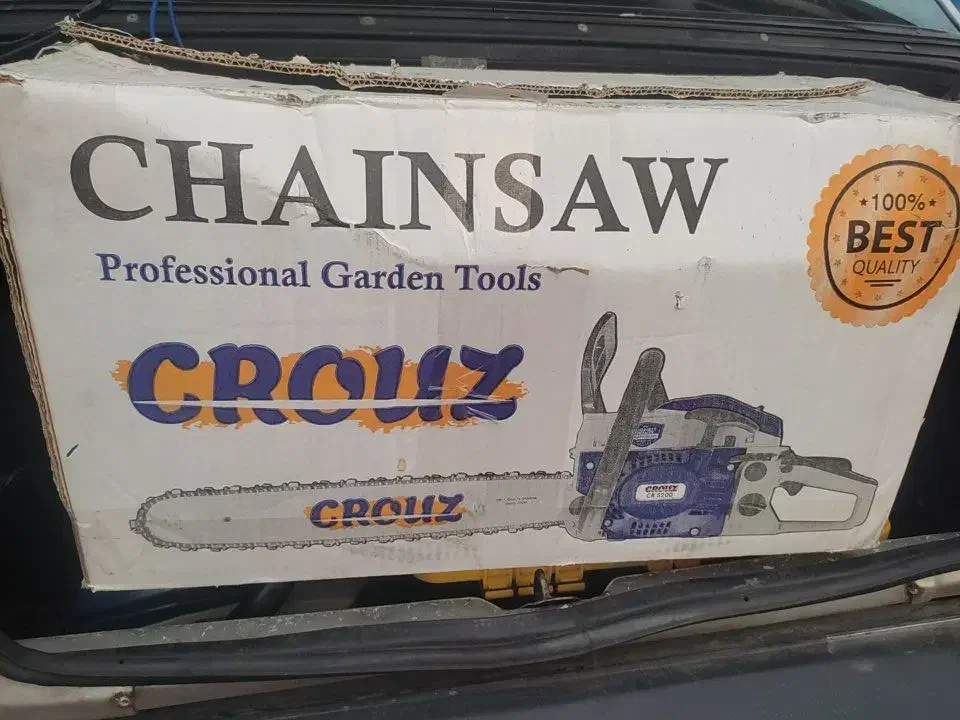 CHAINSAW
Professional Garden Tools
100%
BEST
QUALITY
CROUZ
CROUZ
CROUZ
CR 5200